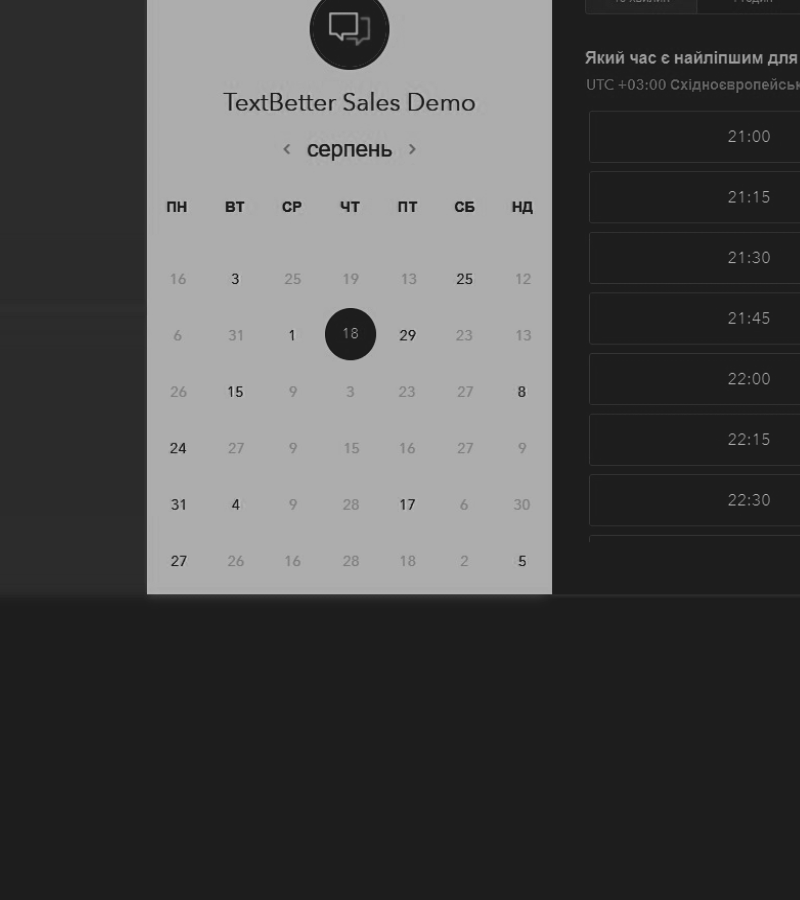 TextBetter Sales Demo
серпень
ПН ВТ СР ЧТ ПТ СБ НД
16 3 25 19 13 25 12
6 31 1 18 29 23 13
26 15 9 3 23 27 8
24 27 9 15 16 27 9
31 4 9 28 17 6 30
27 26 16 28 18 2 5
Який час є найліпшим для
UTC +03:00 Східноєвропейськ
21:00
21:15
21:30
21:45
22:00
22:15
22:30